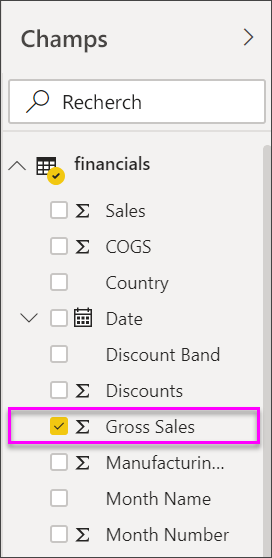 Champs
Recherch
financials
Σ Sales
Σ COGS
Country
Date
Discount Band
Σ Discounts
Σ Gross Sales
Σ Manufacturin...
Month Name
Σ Month Number